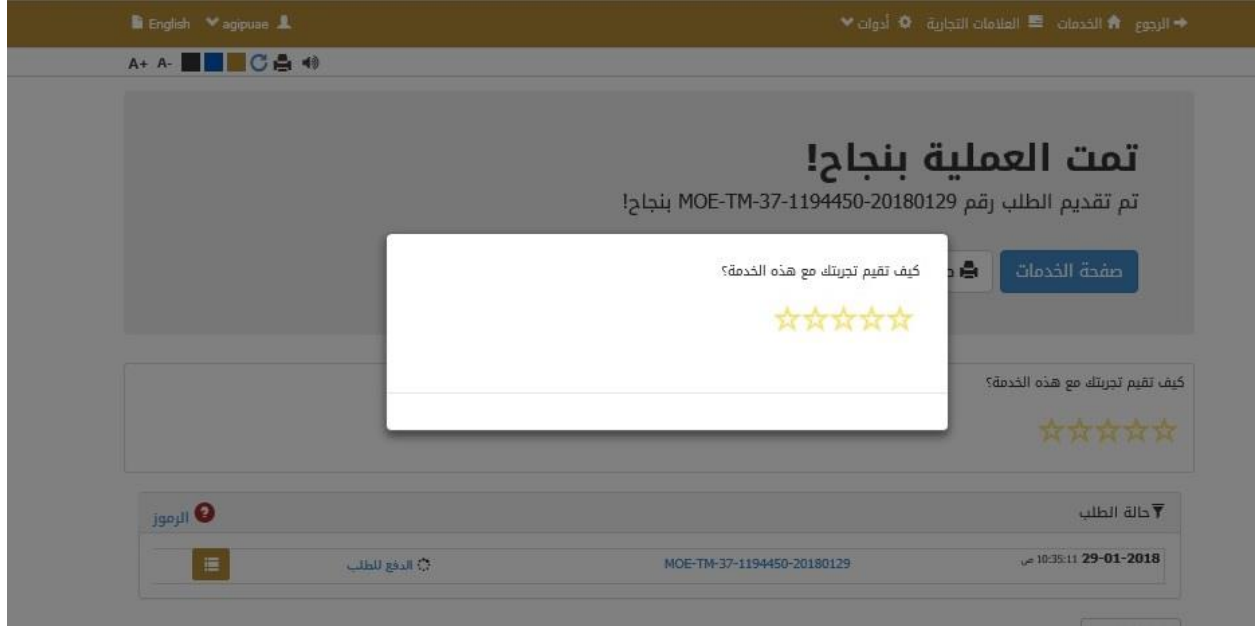 الرجوع الخدمات العلامات التجارية أدوات agipuae English
A+ A-
تمت العملية بنجاح!
تم تقديم الطلب رقم MOE-TM-37-1194450-20180129 بنجاح!
صفحة الخدمات
كيف تقيم تجربتك مع هذه الخدمة؟
كيف تقيم تجربتك مع هذه الخدمة؟
حالة الطلب الرموز
29-01-2018 10:35:11 ص MOE-TM-37-1194450-20180129 الدفع للطلب